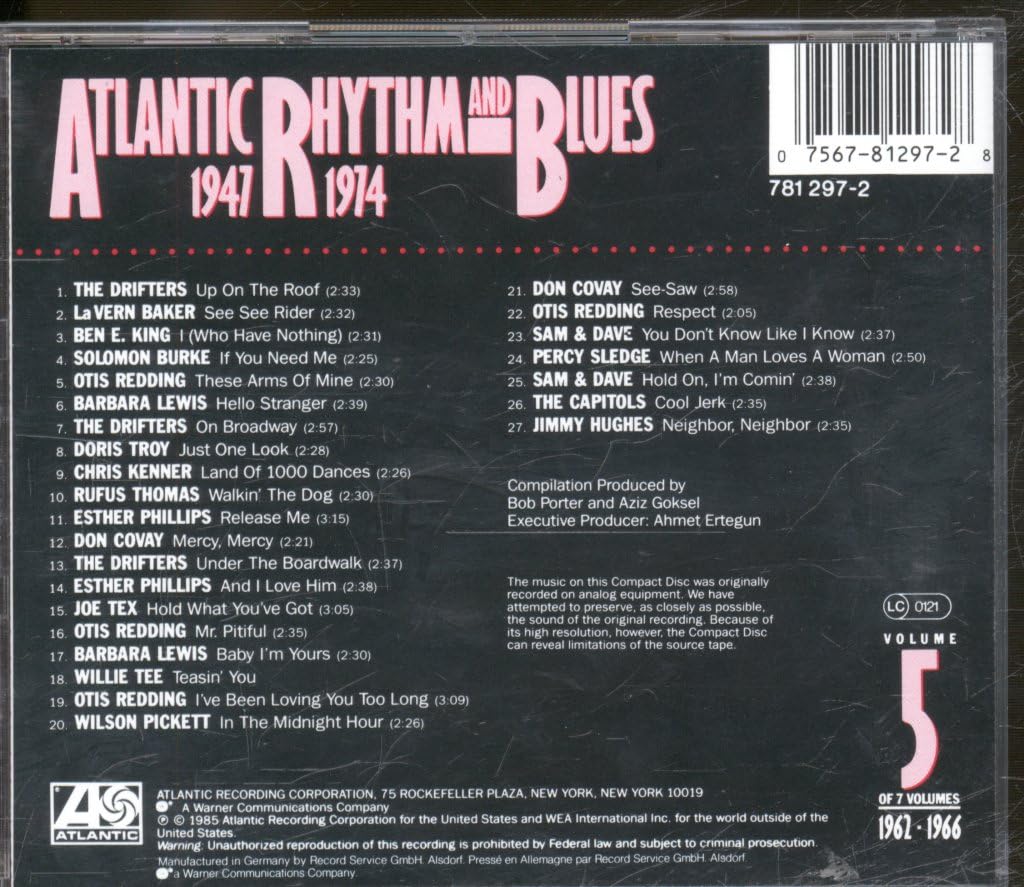 ATLANTIC RHYTHM AND BLUES
1947 1974
0 7567-81297-2 8
781 297-2
1. THE DRIFTERS Up On The Roof (2:33)
2. LaVERN BAKER See See Rider (2:32)
3. BEN E. KING I (Who Have Nothing) (2:31)
4. SOLOMON BURKE If You Need Me (2:25)
5. OTIS REDDING These Arms Of Mine (2:30)
6. BARBARA LEWIS Hello Stranger (2:39)
7. THE DRIFTERS On Broadway (2:57)
8. DORIS TROY Just One Look (2:28)
9. CHRIS KENNER Land Of 1000 Dances (2:26)
10. RUFUS THOMAS Walkin' The Dog (2:30)
11. ESTHER PHILLIPS Release Me (3:15)
12. DON COVAY Mercy, Mercy (2:21)
13. THE DRIFTERS Under The Boardwalk (2:37)
14. ESTHER PHILLIPS And I Love Him (2:38)
15. JOE TEX Hold What You've Got (3:05)
16. OTIS REDDING Mr. Pitiful (2:35)
17. BARBARA LEWIS Baby I'm Yours (2:30)
18. WILLIE TEE Teasin' You
19. OTIS REDDING I've Been Loving You Too Long (3:09)
20. WILSON PICKETT In The Midnight Hour (2:26)
21. DON COVAY See-Saw (2:58)
22. OTIS REDDING Respect (2:05)
23. SAM & DAVE You Don't Know Like I Know (2:37)
24. PERCY SLEDGE When A Man Loves A Woman (2:50)
25. SAM & DAVE Hold On, I'm Comin' (2:38)
26. THE CAPITOLS Cool Jerk (2:35)
27. JIMMY HUGHES Neighbor, Neighbor (2:35)
Compilation Produced by
Bob Porter and Aziz Goksel
Executive Producer: Ahmet Ertegun
The music on this Compact Disc was originally
recorded on analog equipment. We have
attempted to preserve, as closely as possible,
the sound of the original recording. Because of
its high resolution, however, the Compact Disc
can reveal limitations of the source tape.
LC 0121
VOLUME
5
OF 7 VOLUMES
1962 · 1966
ATLANTIC
ATLANTIC RECORDING CORPORATION, 75 ROCKEFELLER PLAZA, NEW YORK, NEW YORK 10019
A Warner Communications Company
℗ © 1985 Atlantic Recording Corporation for the United States and WEA International Inc. for the world outside of the
United States.
Warning: Unauthorized reproduction of this recording is prohibited by Federal law and subject to criminal prosecution.
Manufactured in Germany by Record Service GmbH. Alsdorf. Pressé en Allemagne par Record Service GmbH. Alsdorf
a Warner Communications Company.